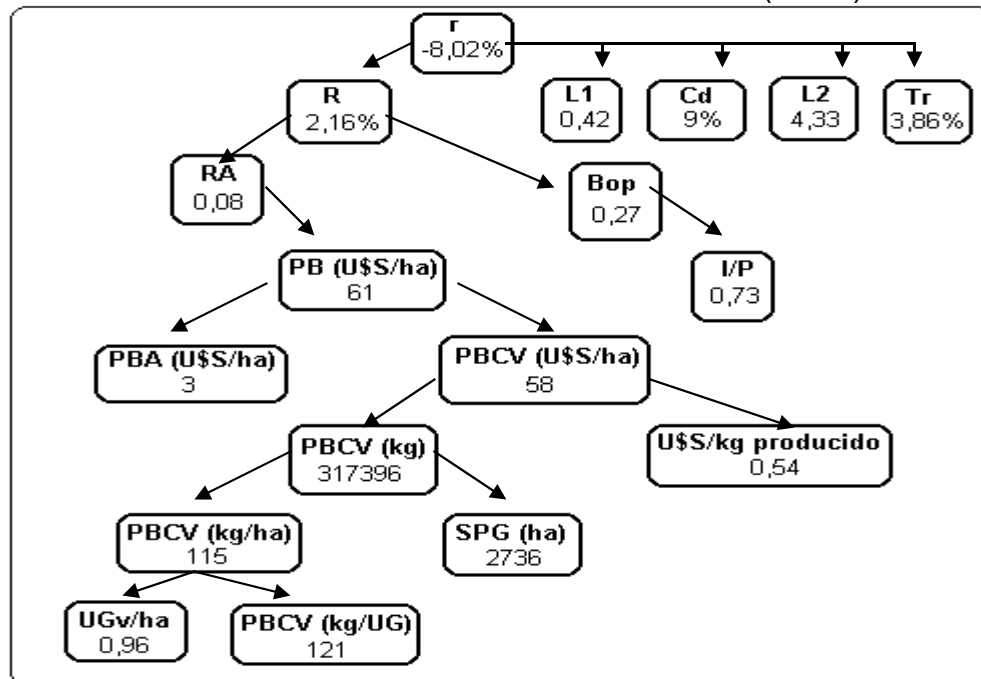 r
-8,02%
R
2,16%
L1
0,42
Cd
9%
L2
4,33
Tr
3,86%
RA
0,08
Bop
0,27
PB (U$S/ha)
61
I/P
0,73
PBA (U$S/ha)
3
PBCV (U$S/ha)
58
PBCV (kg)
317396
U$S/kg producido
0,54
PBCV (kg/ha)
115
SPG (ha)
2736
UGv/ha
0,96
PBCV (kg/UG)
121